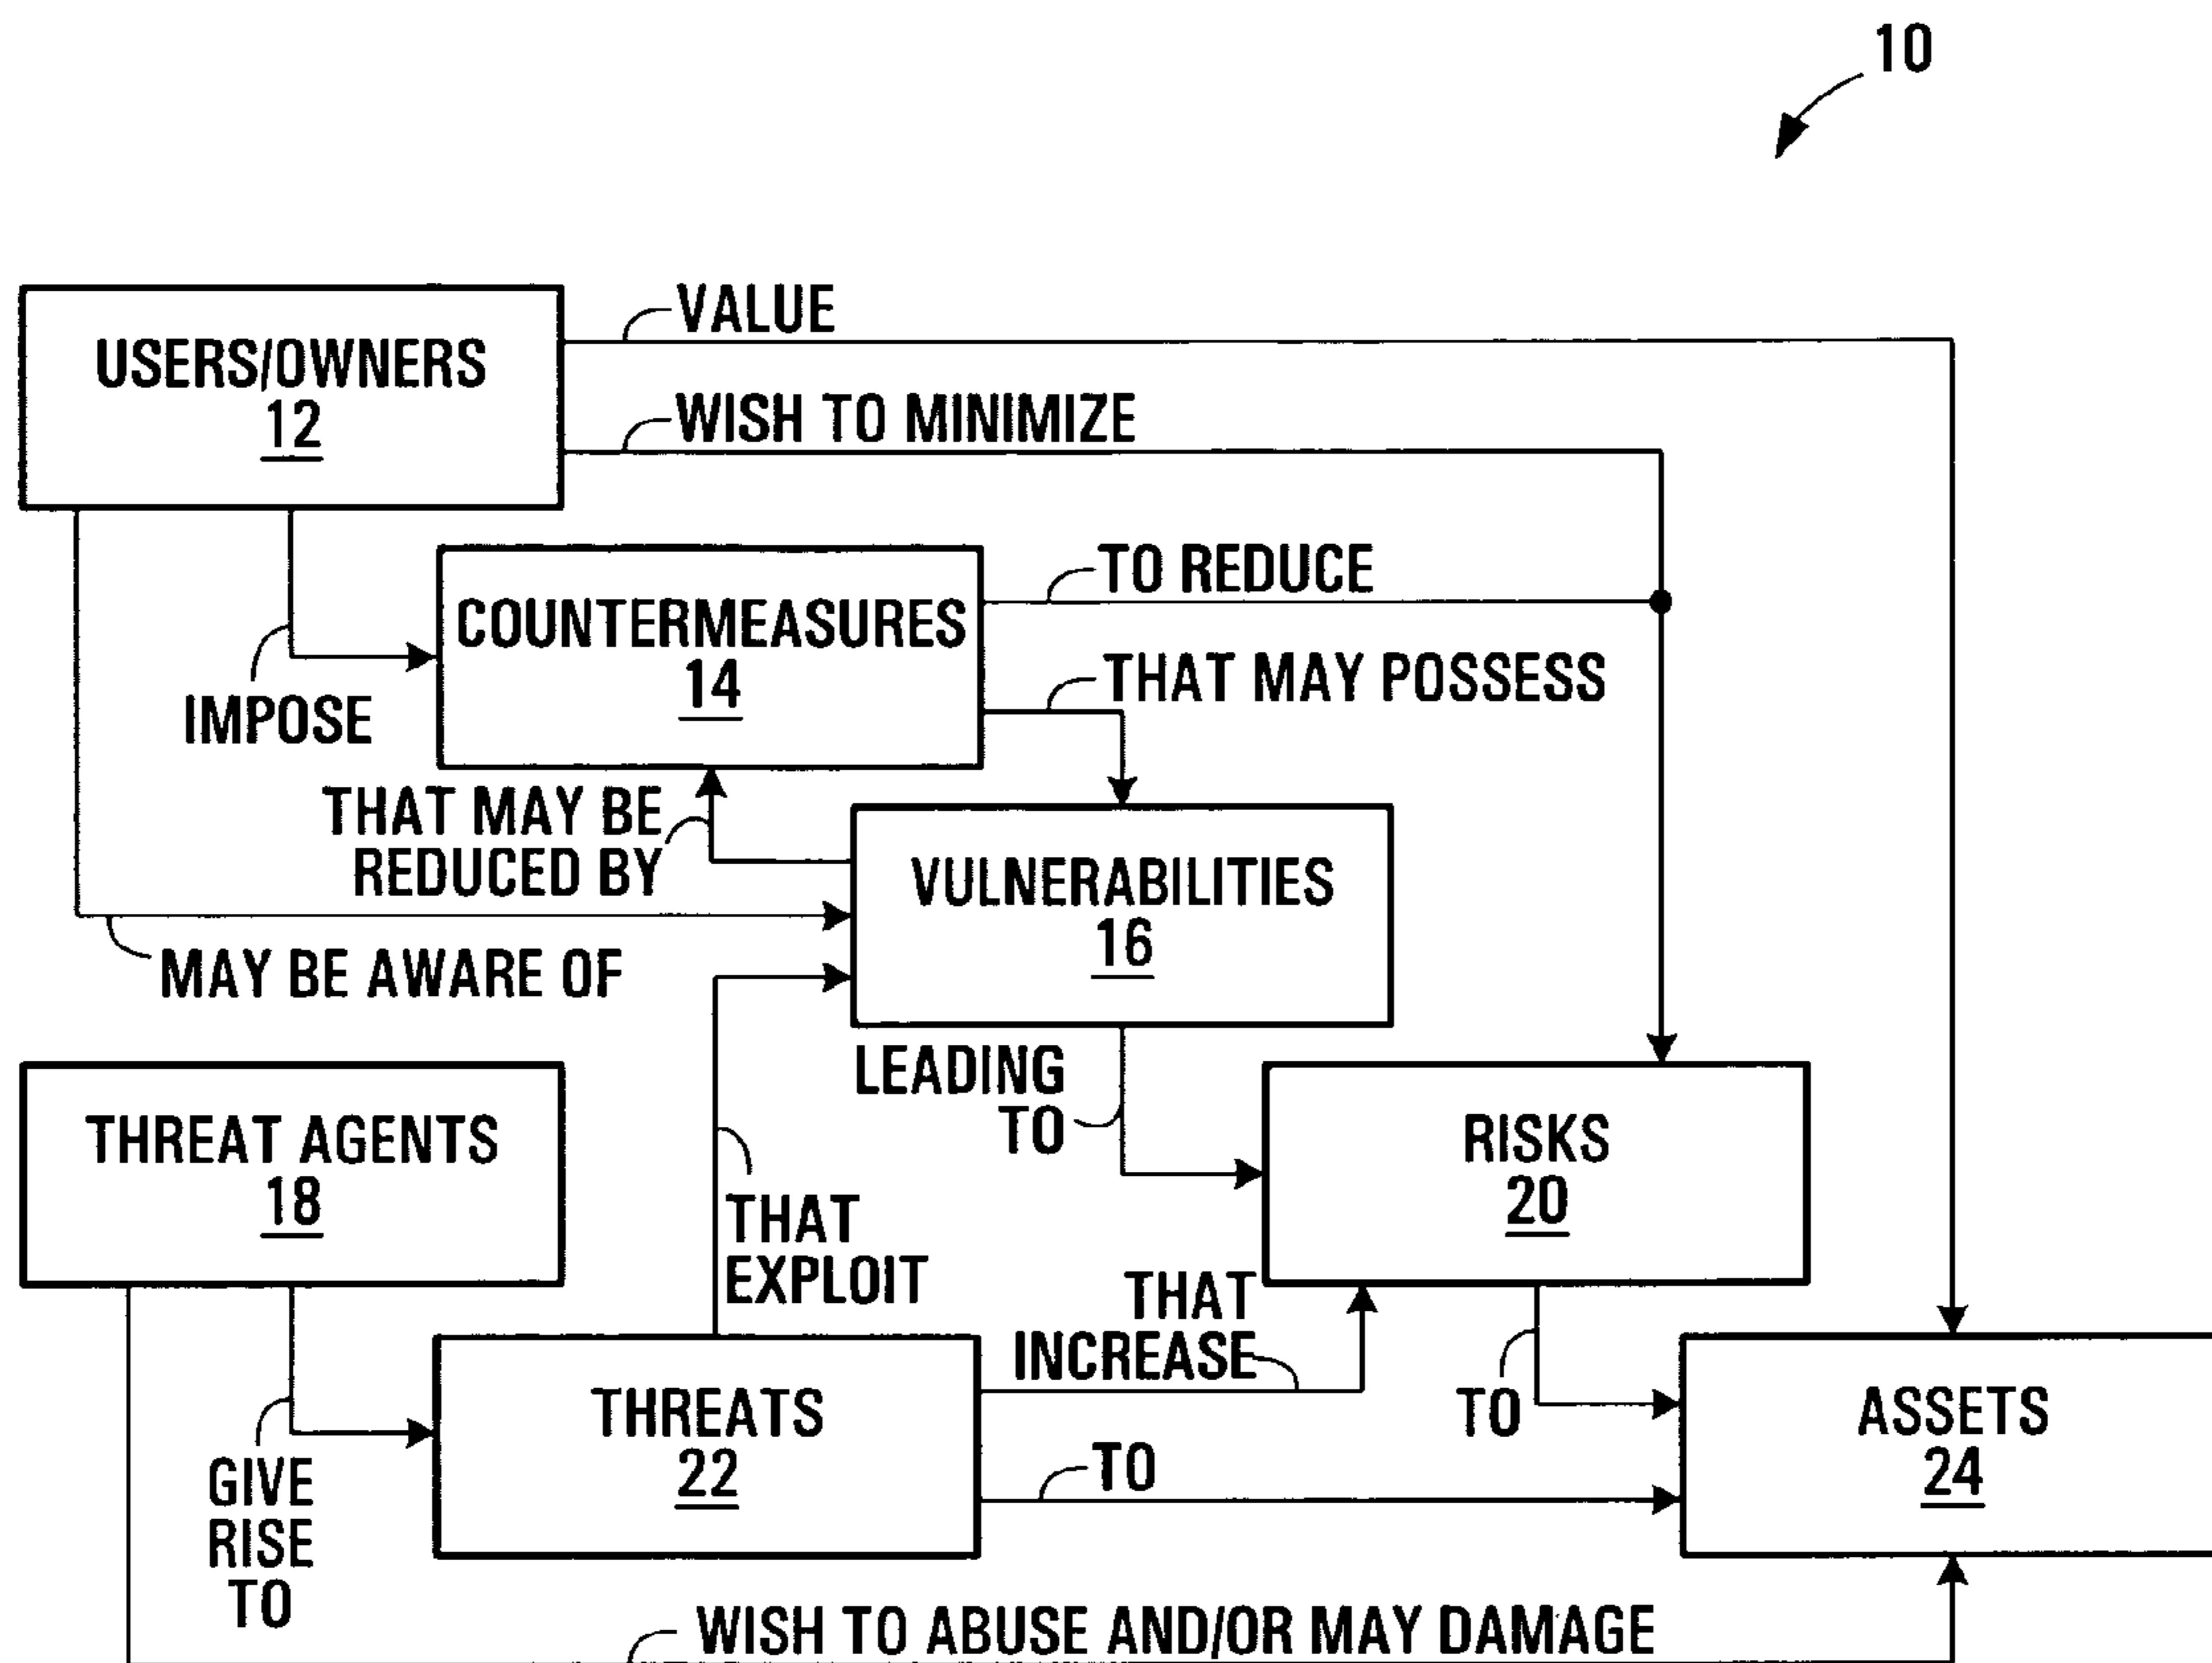 10
VALUE
USERS/OWNERS
12
WISH TO MINIMIZE
TO REDUCE
COUNTERMEASURES
14
THAT MAY POSSESS
IMPOSE
THAT MAY BE
REDUCED BY
VULNERABILITIES
16
MAY BE AWARE OF
LEADING
TO
THREAT AGENTS
18
RISKS
20
THAT
EXPLOIT
THAT
INCREASE
THREATS
22
TO
ASSETS
24
TO
GIVE
RISE
TO
WISH TO ABUSE AND/OR MAY DAMAGE